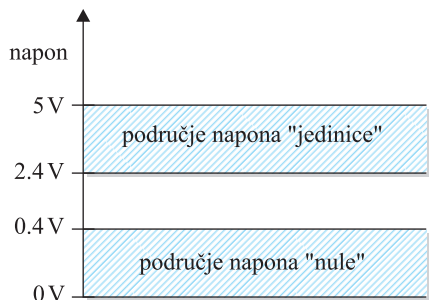 napon
5 V
područje napona "jedinice"
2.4 V
0.4 V
područje napona "nule"
0 V